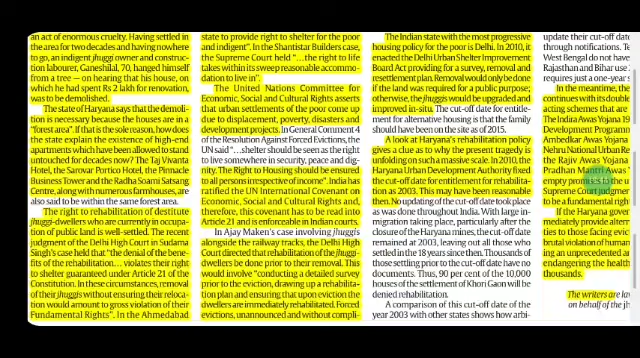 an act of enormous cruelty. Having settled in
the area for two decades and having nowhere
to go, an indigent jhuggi owner and construc-
tion labourer, Ganeshilal, 70, hanged himself
from a tree — on hearing that his house, on
which he had spent Rs 2 lakh for renovation,
was to be demolished.
The state of Haryana says that the demoli-
tion is necessary because the houses are in a
“forest area”. If that is the sole reason, how does
the state explain the existence of high-end
apartments which have been allowed to stand
untouched for decades now? The Taj Vivanta
Hotel, the Sarovar Portico Hotel, the Pinnacle
Business Tower and the Radha Soami Satsang
Centre, along with numerous farmhouses, are
also said to be within the same forest area.
The right to rehabilitation of destitute
jhuggi-dwellers who are currently in occupa-
tion of public land is well-settled. The recent
judgment of the Delhi High Court in Sudama
Singh’s case held that “the denial of the bene-
fits of the rehabilitation… violates their right
to shelter guaranteed under Article 21 of the
Constitution. In these circumstances, removal
of their jhuggis without ensuring their reloca-
tion would amount to gross violation of their
Fundamental Rights”. In the Ahmedabad
state to provide right to shelter for the poor
and indigent”. In the Shantistar Builders case,
the Supreme Court held “…the right to life
takes within its sweep reasonable accommo-
dation to live in”.
The United Nations Committee for
Economic, Social and Cultural Rights asserts
that urban settlements of the poor come up
due to displacement, poverty, disasters and
development projects. In General Comment 4
of the Resolution Against Forced Evictions, the
UN said “…shelter should be seen as the right
to live somewhere in security, peace and dig-
nity. The Right to Housing should be ensured
to all persons irrespective of income”. India has
ratified the UN International Covenant on
Economic, Social and Cultural Rights and,
therefore, this covenant has to be read into
Article 21 and is enforceable in Indian courts.
In Ajay Maken’s case involving jhuggis
alongside the railway tracks, the Delhi High
Court directed that rehabilitation of the jhuggi-
dwellers be done prior to the removal. This
would involve “conducting a detailed survey
prior to the eviction, drawing up a rehabilita-
tion plan and ensuring that upon eviction the
dwellers are immediately rehabilitated. Forced
evictions, unannounced and without compli-
The Indian state with the most progressive
housing policy for the poor is Delhi. In 2010, it
enacted the Delhi Urban Shelter Improvement
Board Act providing for a survey, removal and
resettlement plan. Removal would only be done
if the land was required for a public purpose;
otherwise, the jhuggis would be upgraded and
improved in-situ. The cut-off date for entitle-
ment for alternative housing is that the family
should have been on the site as of 2015.
A look at Haryana’s rehabilitation policy
gives a clue as to why the present tragedy is
unfolding on such a massive scale. In 2010, the
Haryana Urban Development Authority fixed
the cut-off date for entitlement for rehabilita-
tion as 2003. This may have been reasonable
then. No updating of the cut-off date took place
as was done throughout India. With large in-
migration taking place, particularly after the
closure of the Haryana mines, the cut-off date
remained at 2003, leaving out all those who
settled in the 18 years since then. Thousands of
those settling prior to the cut-off date have no
documents. Thus, 90 per cent of the 10,000
houses of the settlement of Khori Gaon will be
denied rehabilitation.
A comparison of this cut-off date of the
year 2003 with other states shows how arbi-
update their cut-off date
through notifications. Te
West Bengal do not have
Rajasthan and Bihar use
requires just a one-year s
In the meantime, the
continues with its double
acting schemes that are
The Indira Awas Yojana 19
Development Programm
Ambedkar Awas Yojana
Nehru National Urban Re
the Rajiv Awas Yojana
Pradhan Mantri Awas
empty promises to the
Supreme Court judgment
to be a fundamental righ
If the Haryana gover
mediately provide altern
ties to those facing evic
brutal violation of human
ing an unprecedented an
endangering the health
thousands.
The writers are law
on behalf of the jh